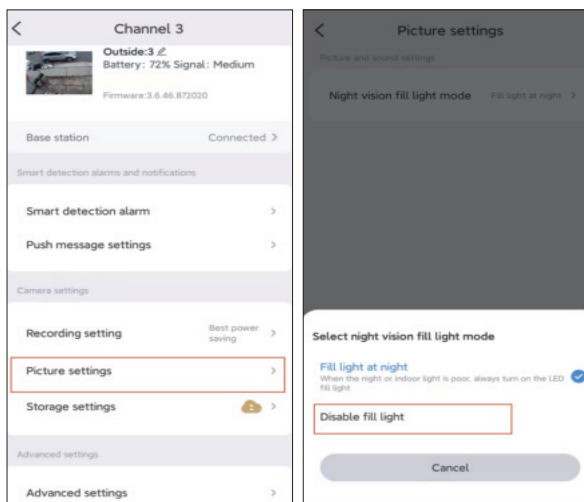 Channel 3
Outside:3
Battery: 72% Signal: Medium
Firmware:3.6.46.872020
Base station Connected
Smart detection alarms and notifications
Smart detection alarm
Push message settings
Camera settings
Recording setting Best power
saving
Picture settings
Storage settings
Advanced settings
Advanced settings
Picture settings
Picture and sound settings
Night vision fill light mode Fill light at night
Select night vision fill light mode
Fill light at night
When the night or indoor light is poor, always turn on the LED
fill light
Disable fill light
Cancel